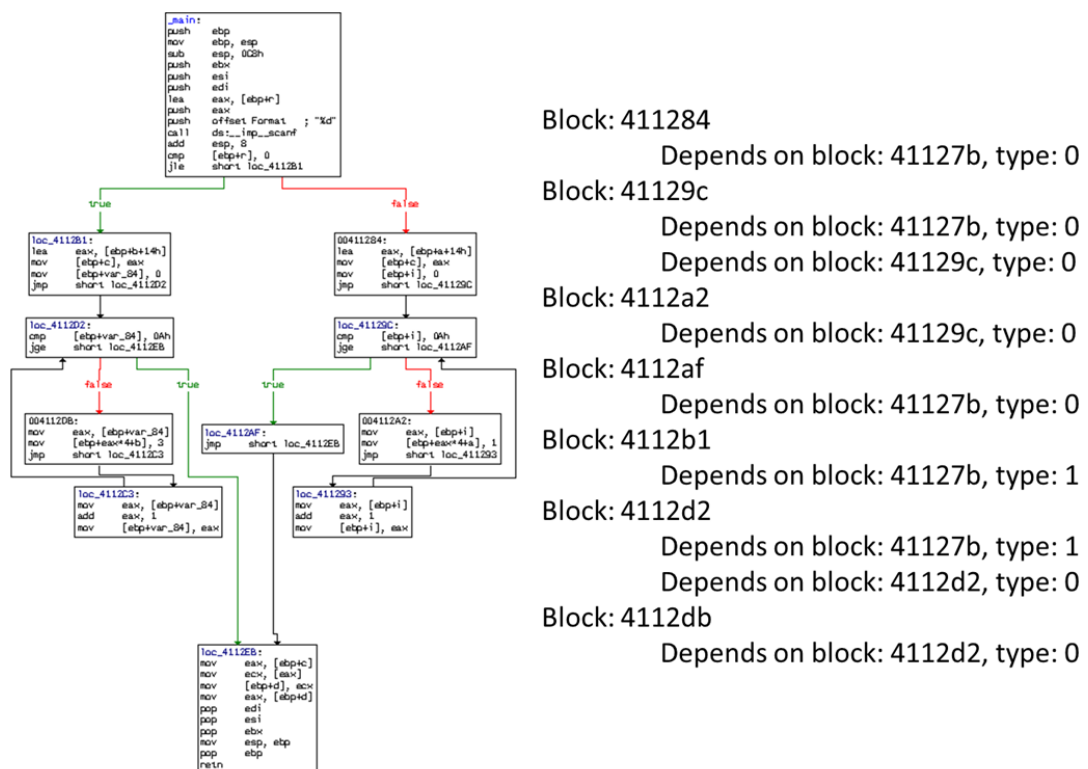 _main:
push ebp
mov ebp, esp
sub esp, 0C8h
push ebx
push esi
push edi
lea eax, [ebp+r]
push eax
push offset Format ; "%d"
call ds:__imp__scanf
add esp, 8
cmp [ebp+r], 0
jle short loc_4112B1
true
false
loc_4112B1:
lea eax, [ebp+b+14h]
mov [ebp+c], eax
mov [ebp+var_84], 0
jmp short loc_4112D2
00411284:
lea eax, [ebp+a+14h]
mov [ebp+c], eax
mov [ebp+i], 0
jmp short loc_41129C
loc_4112D2:
cmp [ebp+var_84], 0Ah
jge short loc_4112EB
loc_41129C:
cmp [ebp+i], 0Ah
jge short loc_4112AF
false
true
true
false
004112DB:
mov eax, [ebp+var_84]
mov [ebp+eax*4+b], 3
jmp short loc_4112C3
loc_4112AF:
jmp short loc_4112EB
004112A2:
mov eax, [ebp+i]
mov [ebp+eax*4+a], 1
jmp short loc_411293
loc_4112C3:
mov eax, [ebp+var_84]
add eax, 1
mov [ebp+var_84], eax
loc_411293:
mov eax, [ebp+i]
add eax, 1
mov [ebp+i], eax
loc_4112EB:
mov eax, [ebp+c]
mov ecx, [eax]
mov [ebp+d], ecx
mov eax, [ebp+d]
pop edi
pop esi
pop ebx
mov esp, ebp
pop ebp
retn
Block: 411284
Depends on block: 41127b, type: 0
Block: 41129c
Depends on block: 41127b, type: 0
Depends on block: 41129c, type: 0
Block: 4112a2
Depends on block: 41129c, type: 0
Block: 4112af
Depends on block: 41127b, type: 0
Block: 4112b1
Depends on block: 41127b, type: 1
Block: 4112d2
Depends on block: 41127b, type: 1
Depends on block: 4112d2, type: 0
Block: 4112db
Depends on block: 4112d2, type: 0